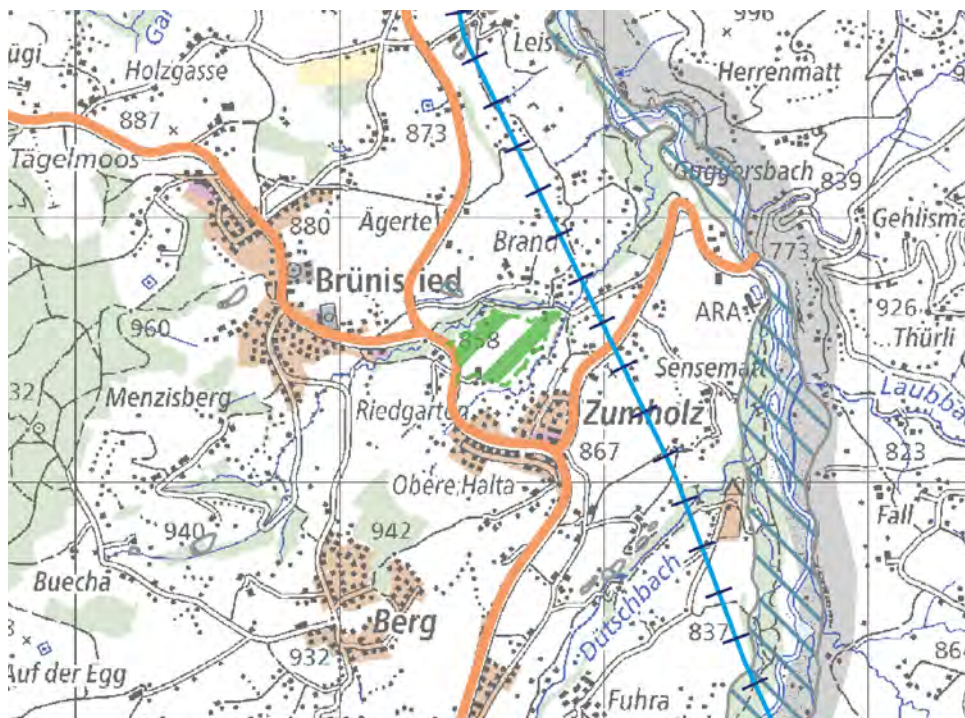 996
Leist
Holzgasse
Herrenmatt
887
873
Tagelmoos
Guggersbach
839
880
Ägerte
Gehlisma
Brand
773
Brünisried
ARA
926
960
858
Thürli
Sensematt
Menzisberg
Laubba
32
Riedgarten
Zumholz
867
823
Obere Halta
Fall
942
940
Buecha
Berg
Dütschbach
837
932
864
Auf der Egg
Fuhra